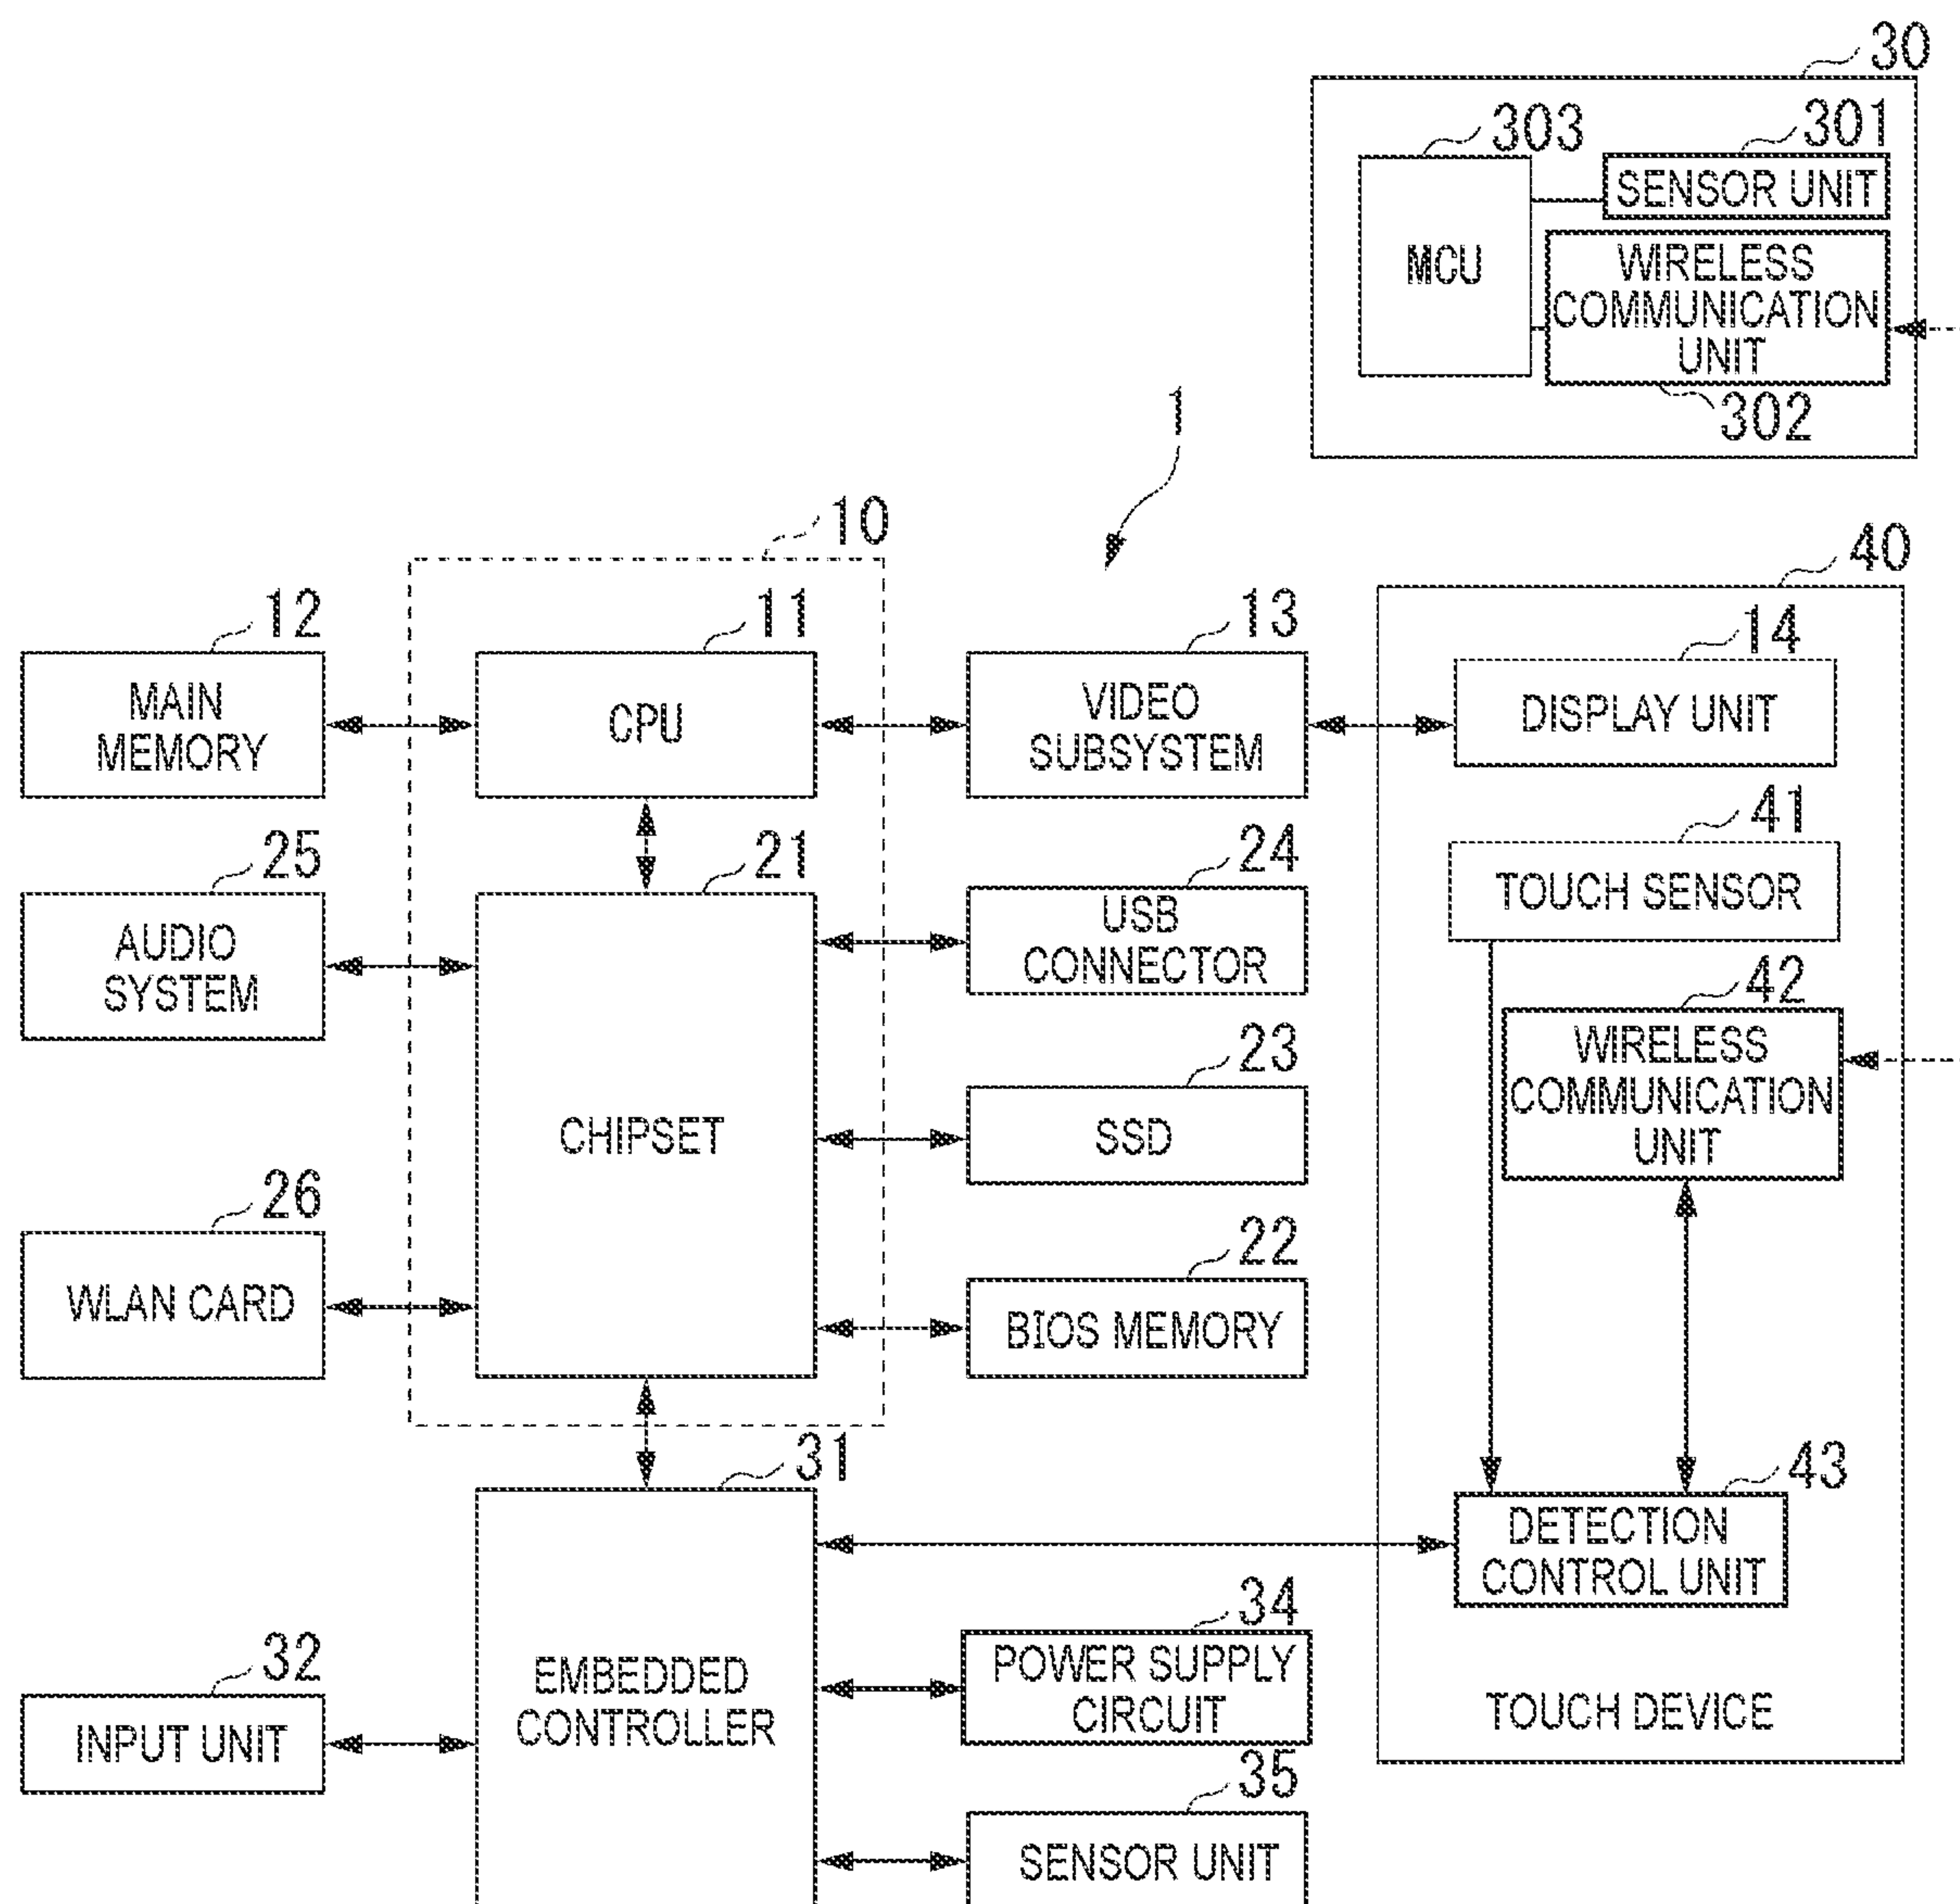 30
303
301
SENSOR UNIT
MCU
WIRELESS
COMMUNICATION
UNIT
302
1
10
40
12
11
13
14
MAIN
MEMORY
CPU
VIDEO
SUBSYSTEM
DISPLAY UNIT
41
25
21
24
TOUCH SENSOR
AUDIO
SYSTEM
USB
CONNECTOR
42
WIRELESS
COMMUNICATION
UNIT
23
CHIPSET
SSD
26
22
WLAN CARD
BIOS MEMORY
31
43
DETECTION
CONTROL UNIT
34
32
EMBEDDED
CONTROLLER
POWER SUPPLY
CIRCUIT
TOUCH DEVICE
INPUT UNIT
35
SENSOR UNIT